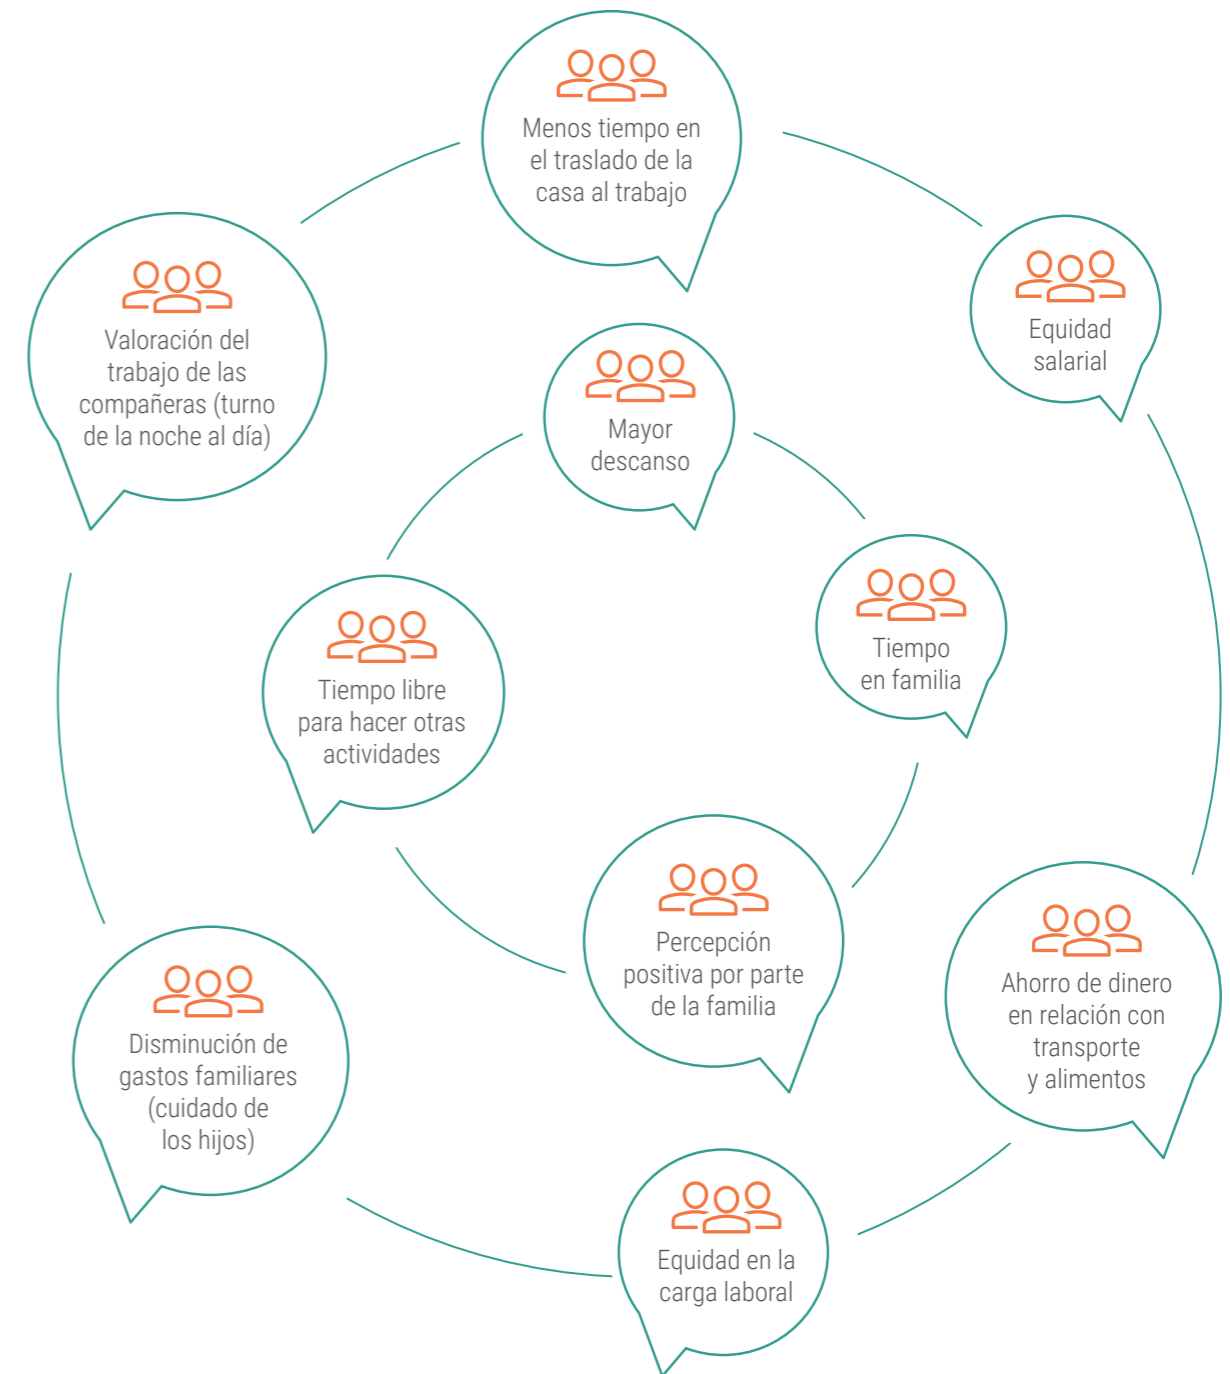 Menos tiempo en
el traslado de la
casa al trabajo
Valoración del
trabajo de las
compañeras (turno
de la noche al día)
Equidad
salarial
Mayor
descanso
Tiempo
en familia
Tiempo libre
para hacer otras
actividades
Percepción
positiva por parte
de la familia
Ahorro de dinero
en relación con
transporte
y alimentos
Disminución de
gastos familiares
(cuidado de
los hijos)
Equidad en la
carga laboral